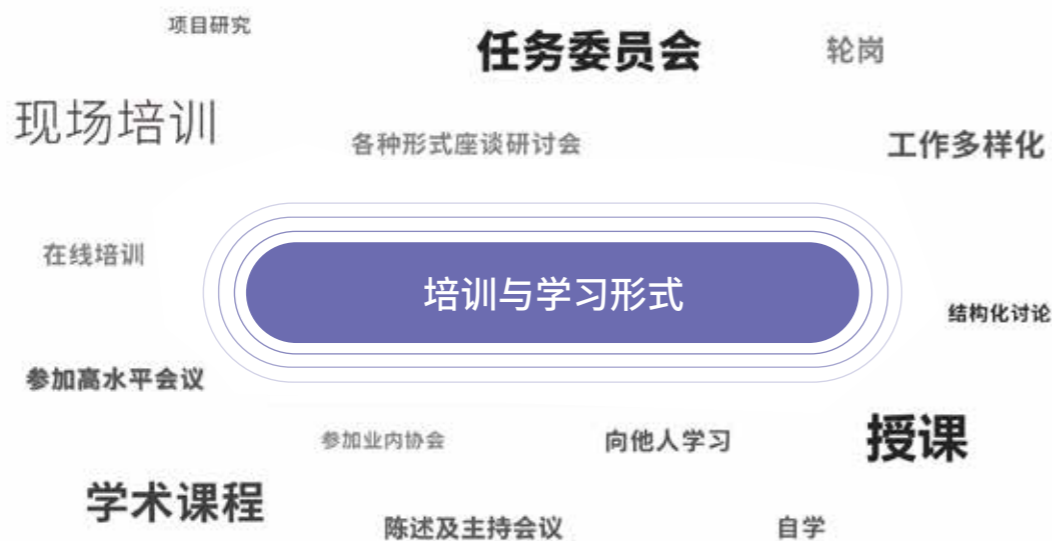 项目研究
任务委员会
轮岗
现场培训
各种形式座谈研讨会
工作多样化
在线培训
培训与学习形式
结构化讨论
参加高水平会议
参加业内协会
向他人学习
授课
学术课程
陈述及主持会议
自学